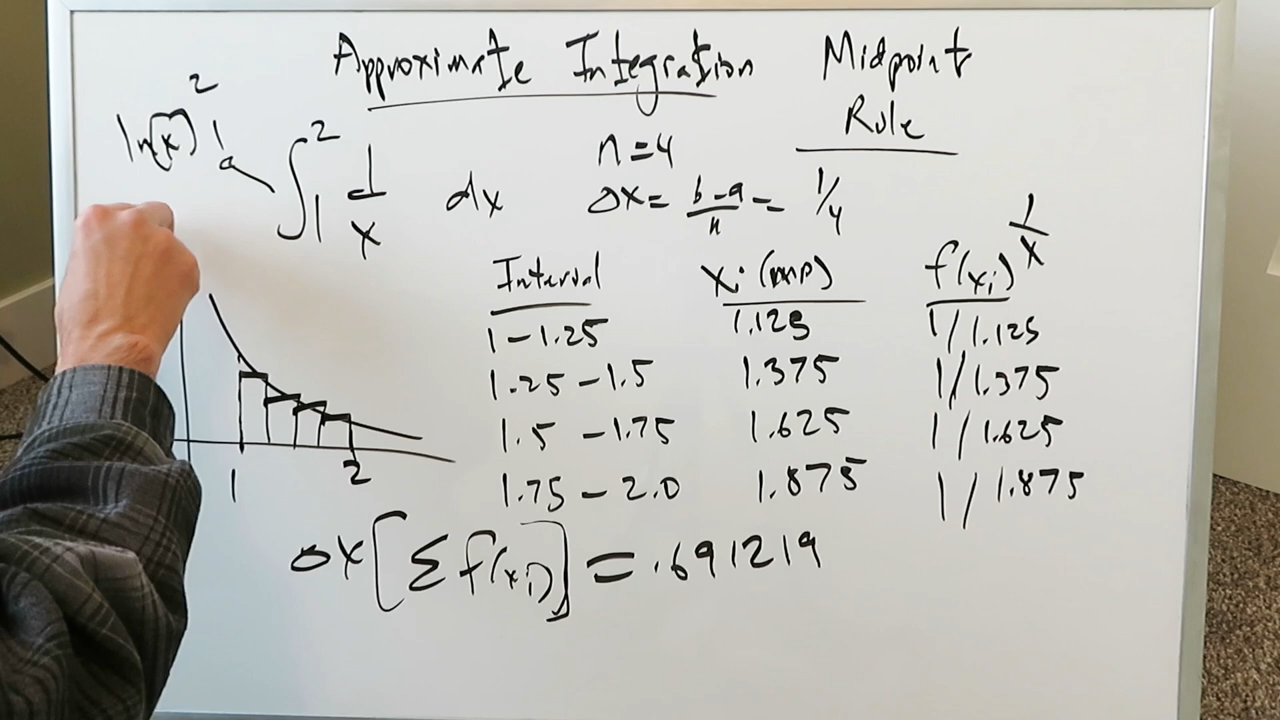 Approximate Integration Midpoint Rule
ln(x) 2 1
∫ 2 1 1/x dx
n=4
Δx = b-a/n = 1/4
Interval xi (mp) f(xi) 1/x
1-1.25 1.125 1/1.125
1.25-1.5 1.375 1/1.375
1.5-1.75 1.625 1/1.625
1.75-2.0 1.875 1/1.875
1 2
Δx[Σf(xi)] = .691219